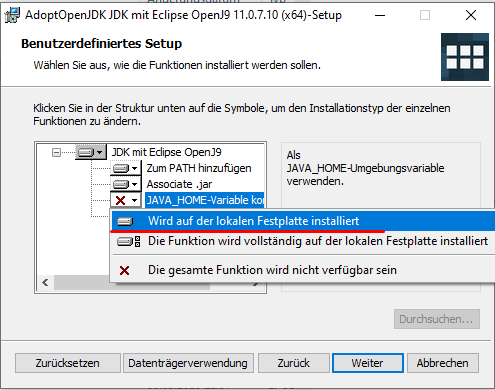 AdoptOpenJDK JDK mit Eclipse OpenJ9 11.0.7.10 (x64)-Setup
Benutzerdefiniertes Setup
Wählen Sie aus, wie die Funktionen installiert werden sollen.
Klicken Sie in der Struktur unten auf die Symbole, um den Installationstyp der einzelnen
Funktionen zu ändern.
JDK mit Eclipse OpenJ9
Zum PATH hinzufügen
Associate .jar
JAVA_HOME-Variable kon
Als
JAVA_HOME-Umgebungsvariable
verwenden.
Wird auf der lokalen Festplatte installiert
Die Funktion wird vollständig auf der lokalen Festplatte installiert
Die gesamte Funktion wird nicht verfügbar sein
Durchsuchen...
Zurücksetzen
Datenträgerverwendung
Zurück
Weiter
Abbrechen